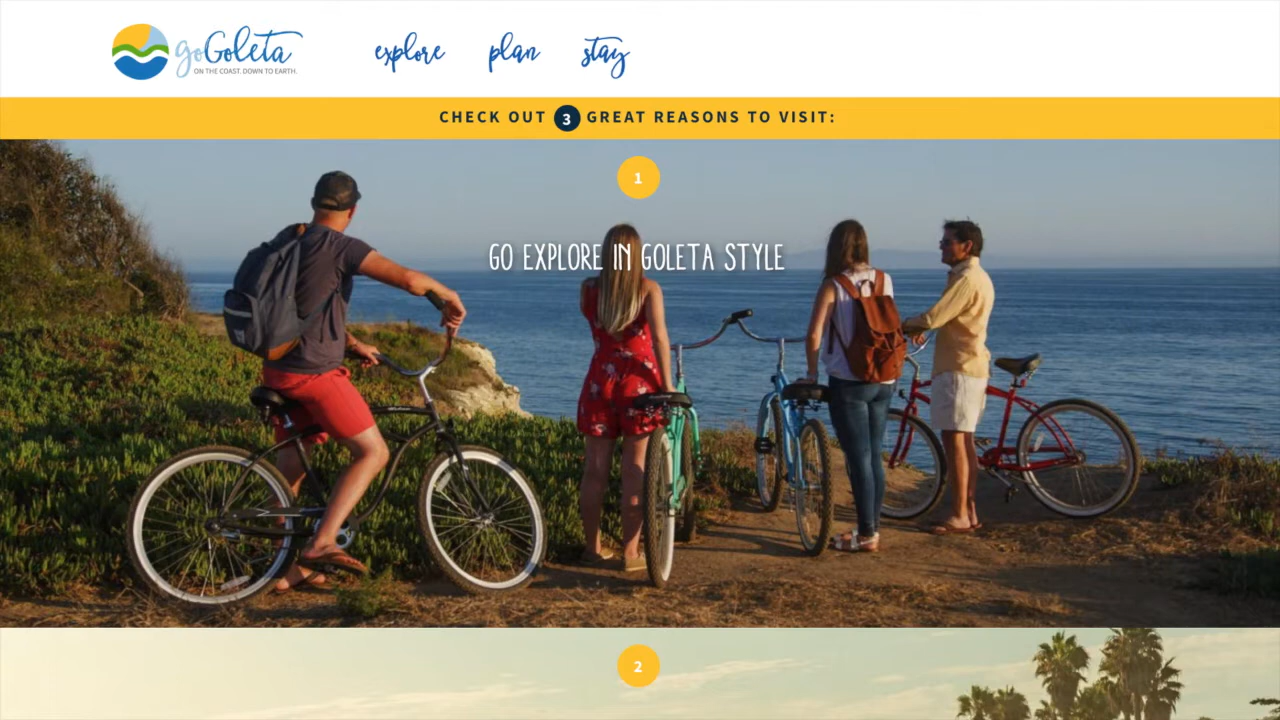 goGoleta
ON THE COAST. DOWN TO EARTH.
explore plan stay
CHECK OUT 3 GREAT REASONS TO VISIT:
1
GO EXPLORE IN GOLETA STYLE
2